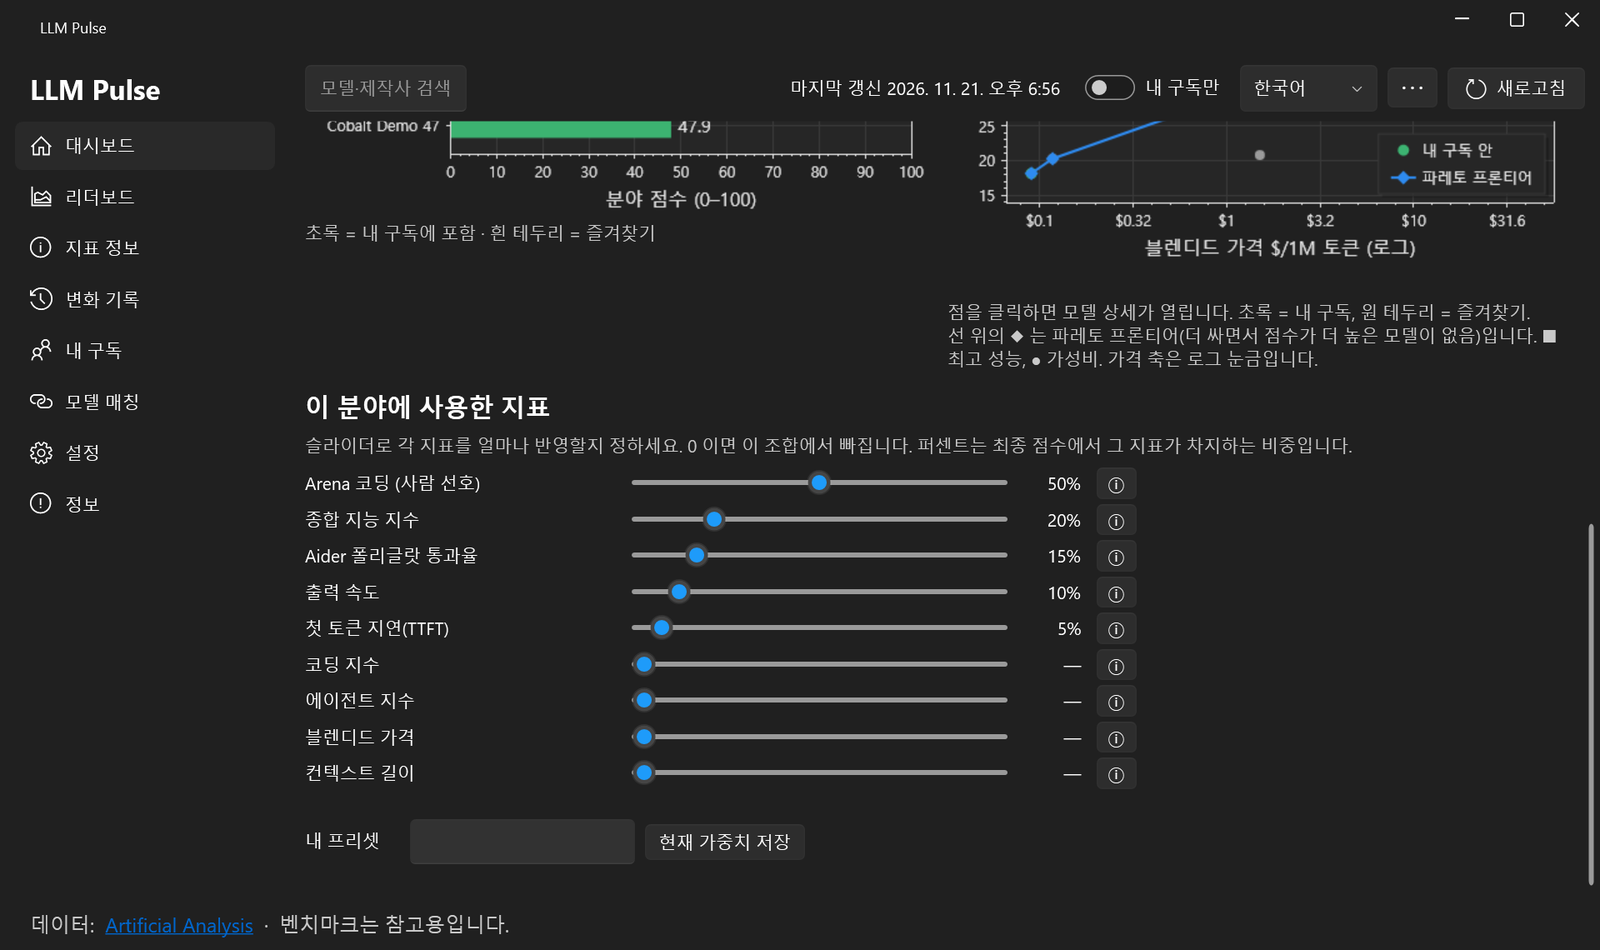 LLM Pulse
LLM Pulse
모델·제작사 검색
마지막 갱신 2026. 11. 21. 오후 6:56
내 구독만
한국어
새로고침
대시보드
리더보드
지표 정보
변화 기록
내 구독
모델 매칭
설정
정보
Cobalt Demo 47
47.9
0 10 20 30 40 50 60 70 80 90 100
분야 점수 (0–100)
초록 = 내 구독에 포함 · 흰 테두리 = 즐겨찾기
25
20
15
내 구독 안
파레토 프론티어
$0.1 $0.32 $1 $3.2 $10 $31.6
블렌디드 가격 $/1M 토큰 (로그)
점을 클릭하면 모델 상세가 열립니다. 초록 = 내 구독, 원 테두리 = 즐겨찾기.
선 위의 ◆ 는 파레토 프론티어(더 싸면서 점수가 더 높은 모델이 없음)입니다. ■
최고 성능, ● 가성비. 가격 축은 로그 눈금입니다.
이 분야에 사용한 지표
슬라이더로 각 지표를 얼마나 반영할지 정하세요. 0 이면 이 조합에서 빠집니다. 퍼센트는 최종 점수에서 그 지표가 차지하는 비중입니다.
Arena 코딩 (사람 선호) 50%
종합 지능 지수 20%
Aider 폴리글랏 통과율 15%
출력 속도 10%
첫 토큰 지연(TTFT) 5%
코딩 지수 —
에이전트 지수 —
블렌디드 가격 —
컨텍스트 길이 —
내 프리셋
현재 가중치 저장
데이터: Artificial Analysis · 벤치마크는 참고용입니다.